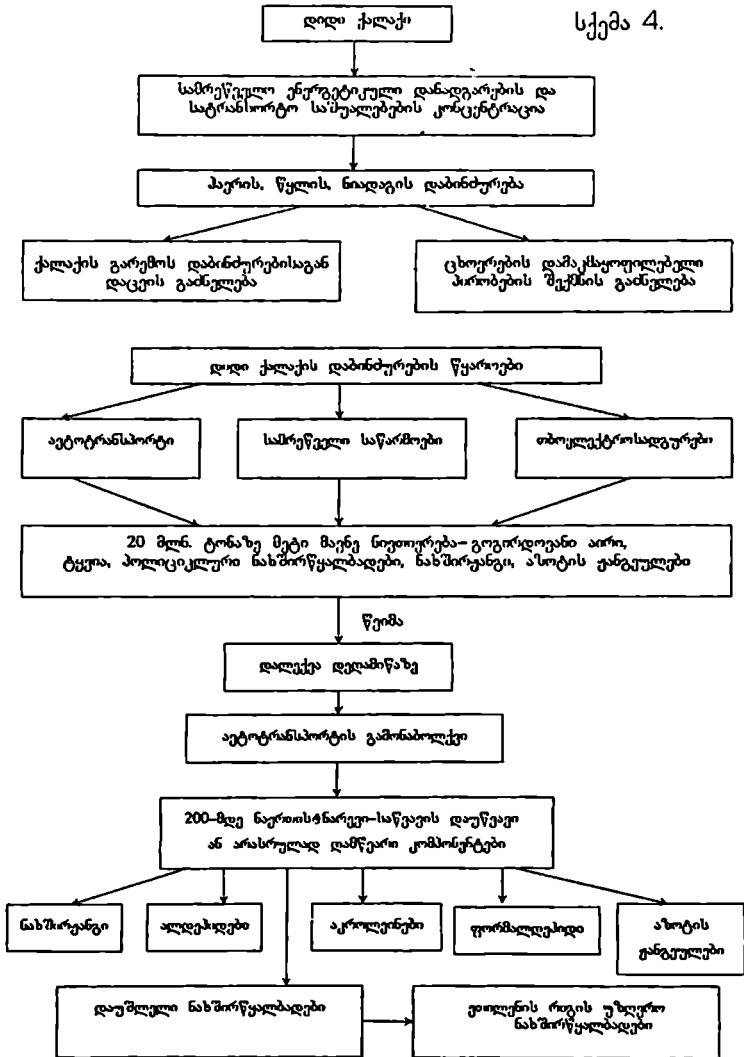 სქემა 4.
დიდი ქალაქი
სამრეწველო ენერგეტიკული დანადგარების და
სატრანსპორტო საშუალებების კონცენტრაცია
ჰაერის, წყლის, ნიადაგის დაბინძურება
ქალაქის გარემოს დაბინძურებისაგან
დაცვის გაძნელება
ცხოვრების დამაკმაყოფილებელი
პირობების შექმნის გაძნელება
დიდი ქალაქის დაბინძურების წყაროები
ავტოტრანსპორტი
სამრეწველი საწარმოები
თბოელექტროსადგურები
20 მლნ. ტონაზე მეტი მავნე ნივთიერება–გოგირდოვანი აირი,
ტყვია, პოლიციკლური ნახშირწყალბადები, ნახშირჟანგი, აზოტის ჟანგეულები
წვიმა
დალექვა დედამიწაზე
ავტოტრანსპორტის გამონაბოლქვი
200–მდე ნაერთისნარევი–საწვავის დაუწვავი
ან არასრულად დამწვარი კომპონენტები
ნახშირჟანგი
ალდეჰიდები
აკროლეინები
ფორმალდეჰიდი
აზოტის
ჟანგეულები
დაუშლელი ნახშირწყალბადები
ეთილენის რიგის უზღერო
ნახშირწყალბადები